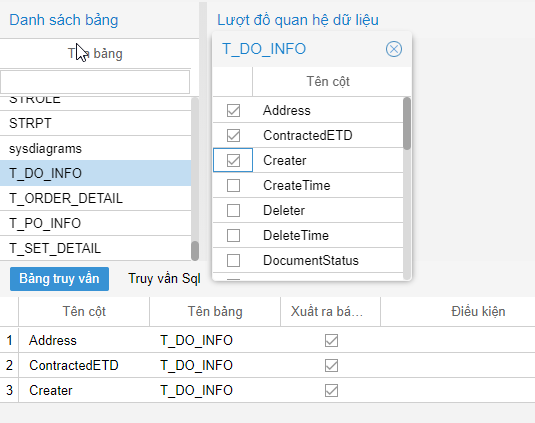 Danh sách bảng
Lượt đồ quan hệ dữ liệu
T_DO_INFO
bảng
Tên cột
STROLE
STRPT
sysdiagrams
T_DO_INFO
T_ORDER_DETAIL
T_PO_INFO
T_SET_DETAIL
Address
ContractedETD
Creater
CreateTime
Deleter
DeleteTime
DocumentStatus
Bảng truy vấn
Truy vấn Sql
Tên cột Tên bảng Xuất ra bá... Điều kiện
1 Address T_DO_INFO
2 ContractedETD T_DO_INFO
3 Creater T_DO_INFO